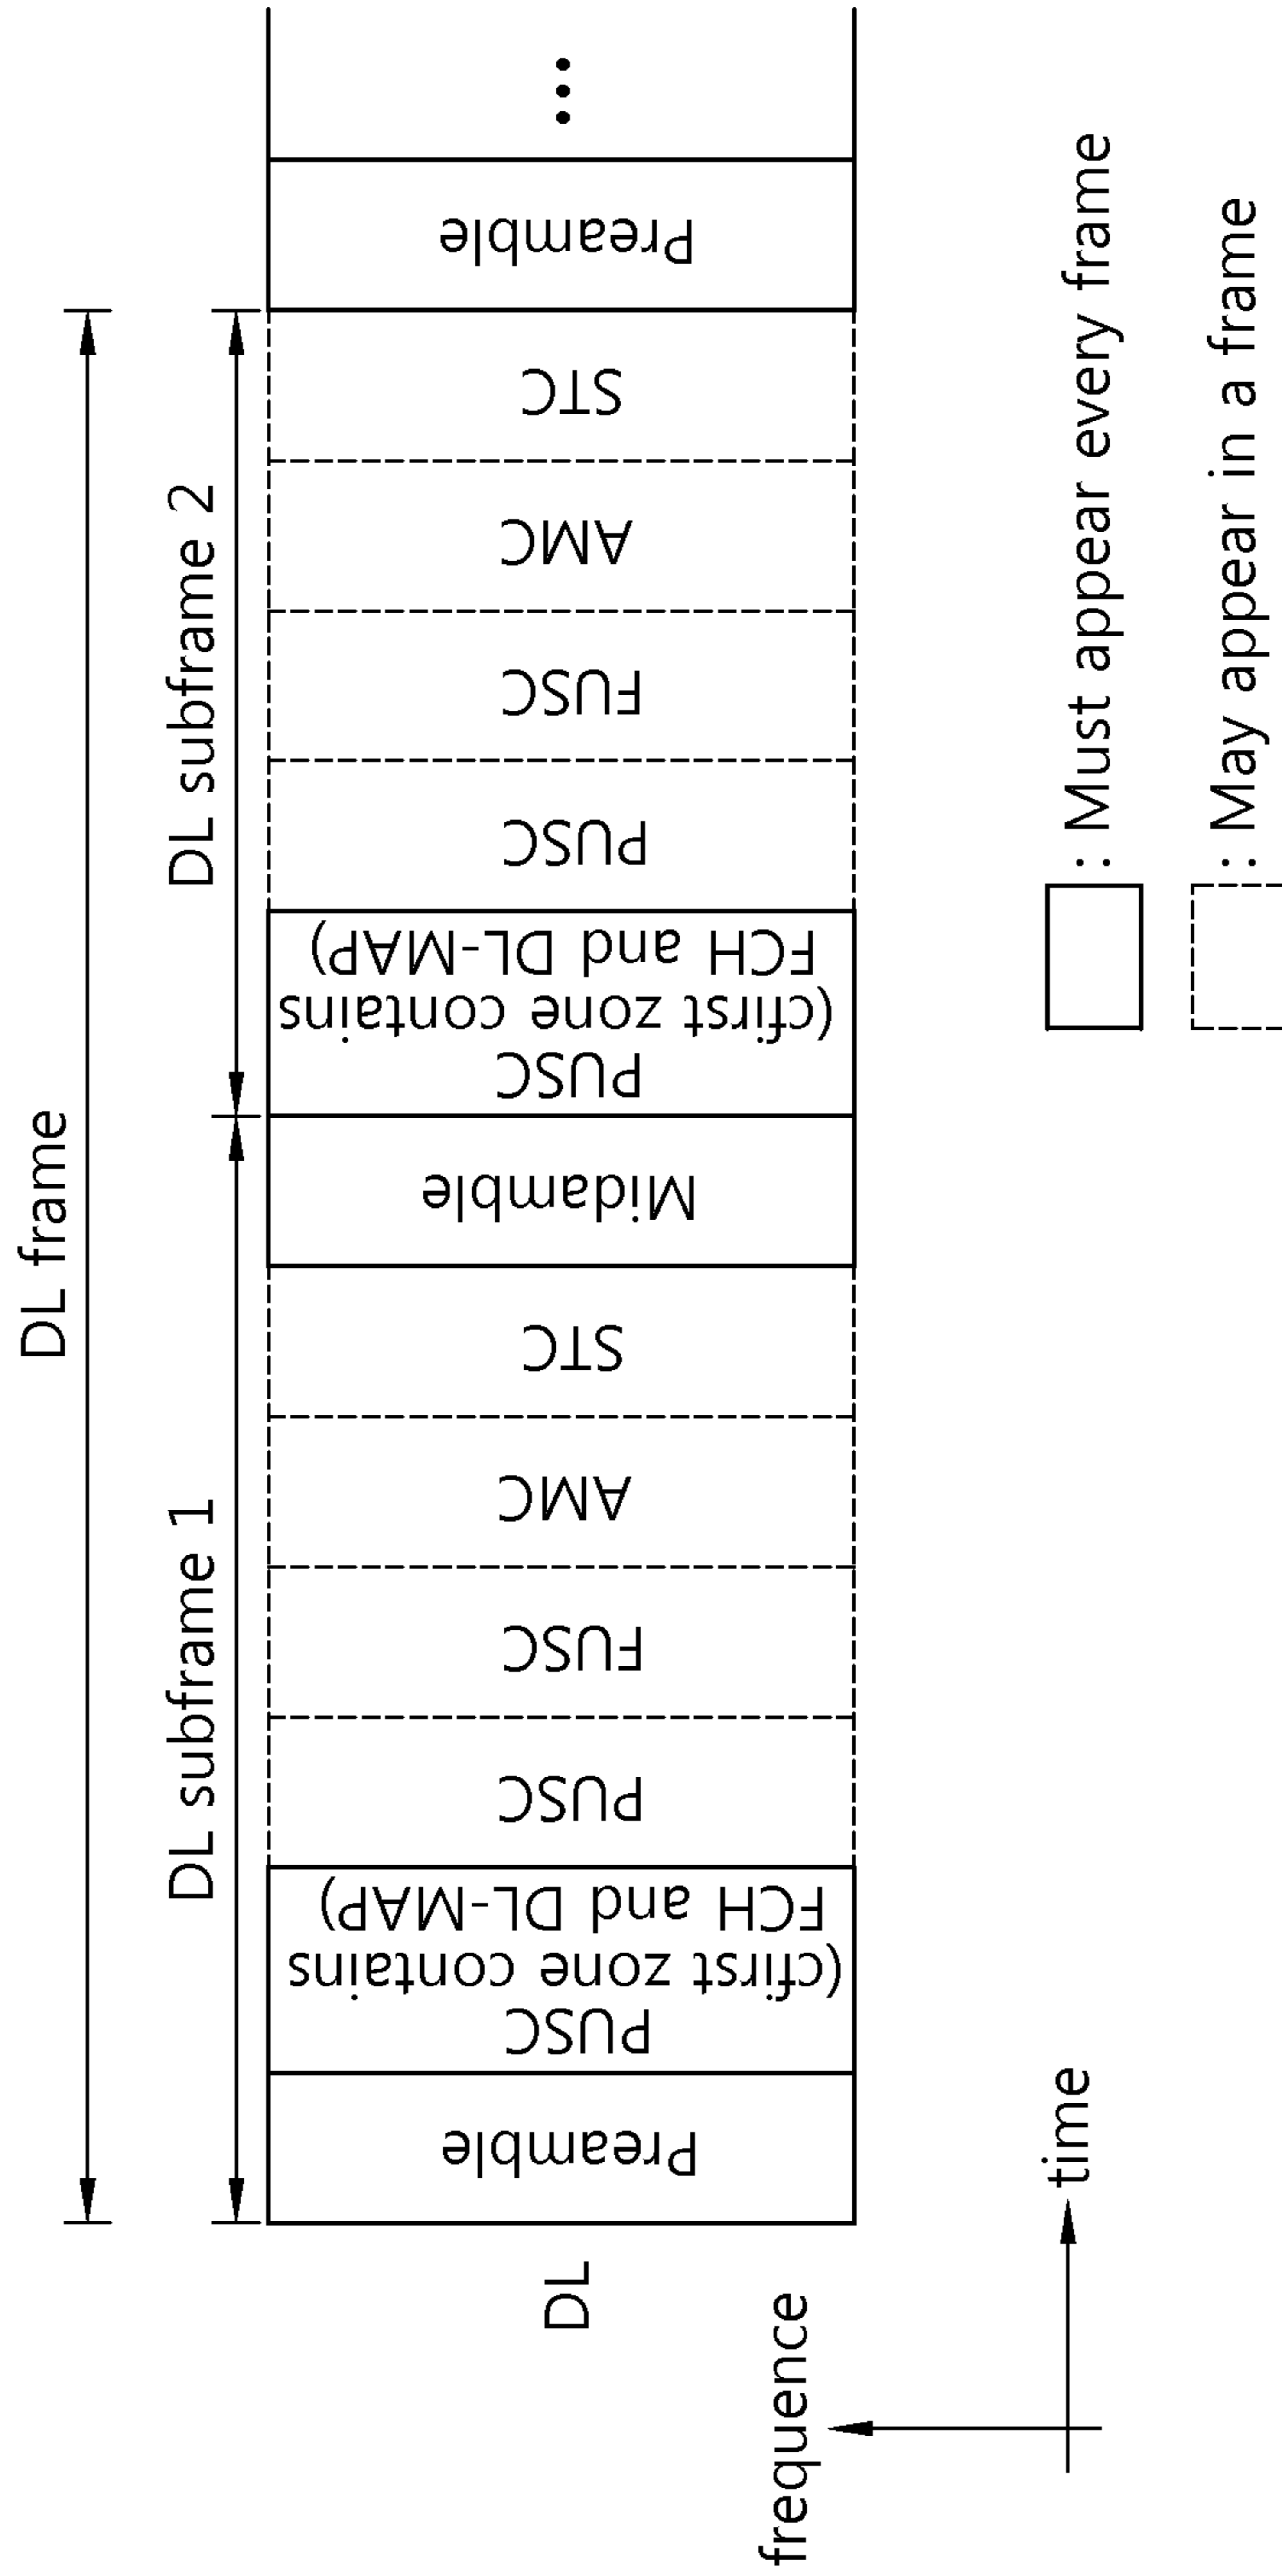 DL frame
DL subframe 1
DL subframe 2
DL
Preamble
PUSC
(cfirst zone contains
FCH and DL-MAP)
PUSC
FUSC
AMC
STC
Midamble
PUSC
(cfirst zone contains
FCH and DL-MAP)
PUSC
FUSC
AMC
STC
Preamble
...
frequence
time
: Must appear every frame
: May appear in a frame